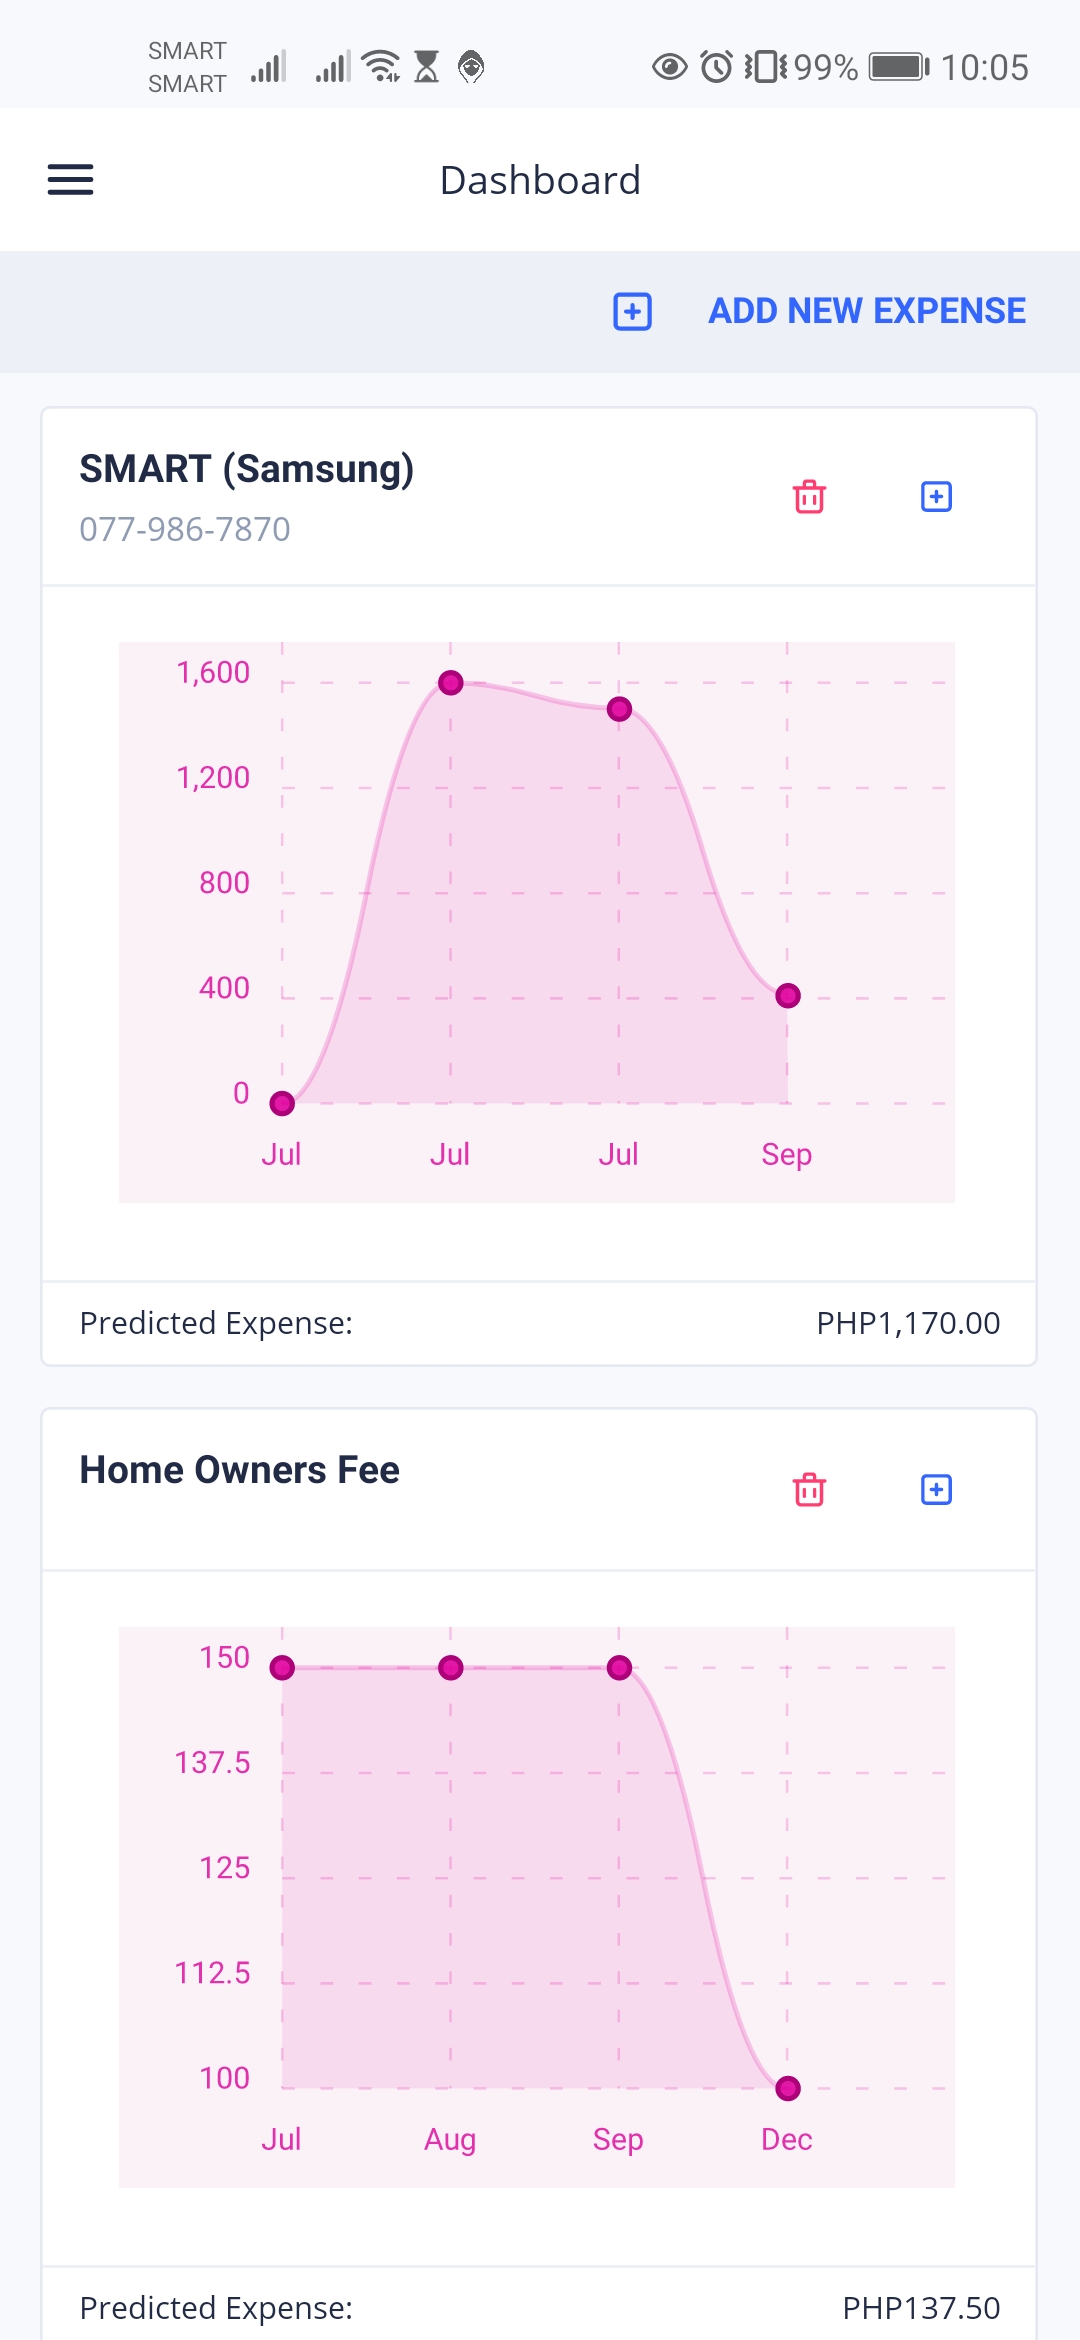 SMART
SMART
99% 10:05
Dashboard
ADD NEW EXPENSE
SMART (Samsung)
077-986-7870
1,600
1,200
800
400
0
Jul Jul Jul Sep
Predicted Expense: PHP1,170.00
Home Owners Fee
150
137.5
125
112.5
100
Jul Aug Sep Dec
Predicted Expense: PHP137.50